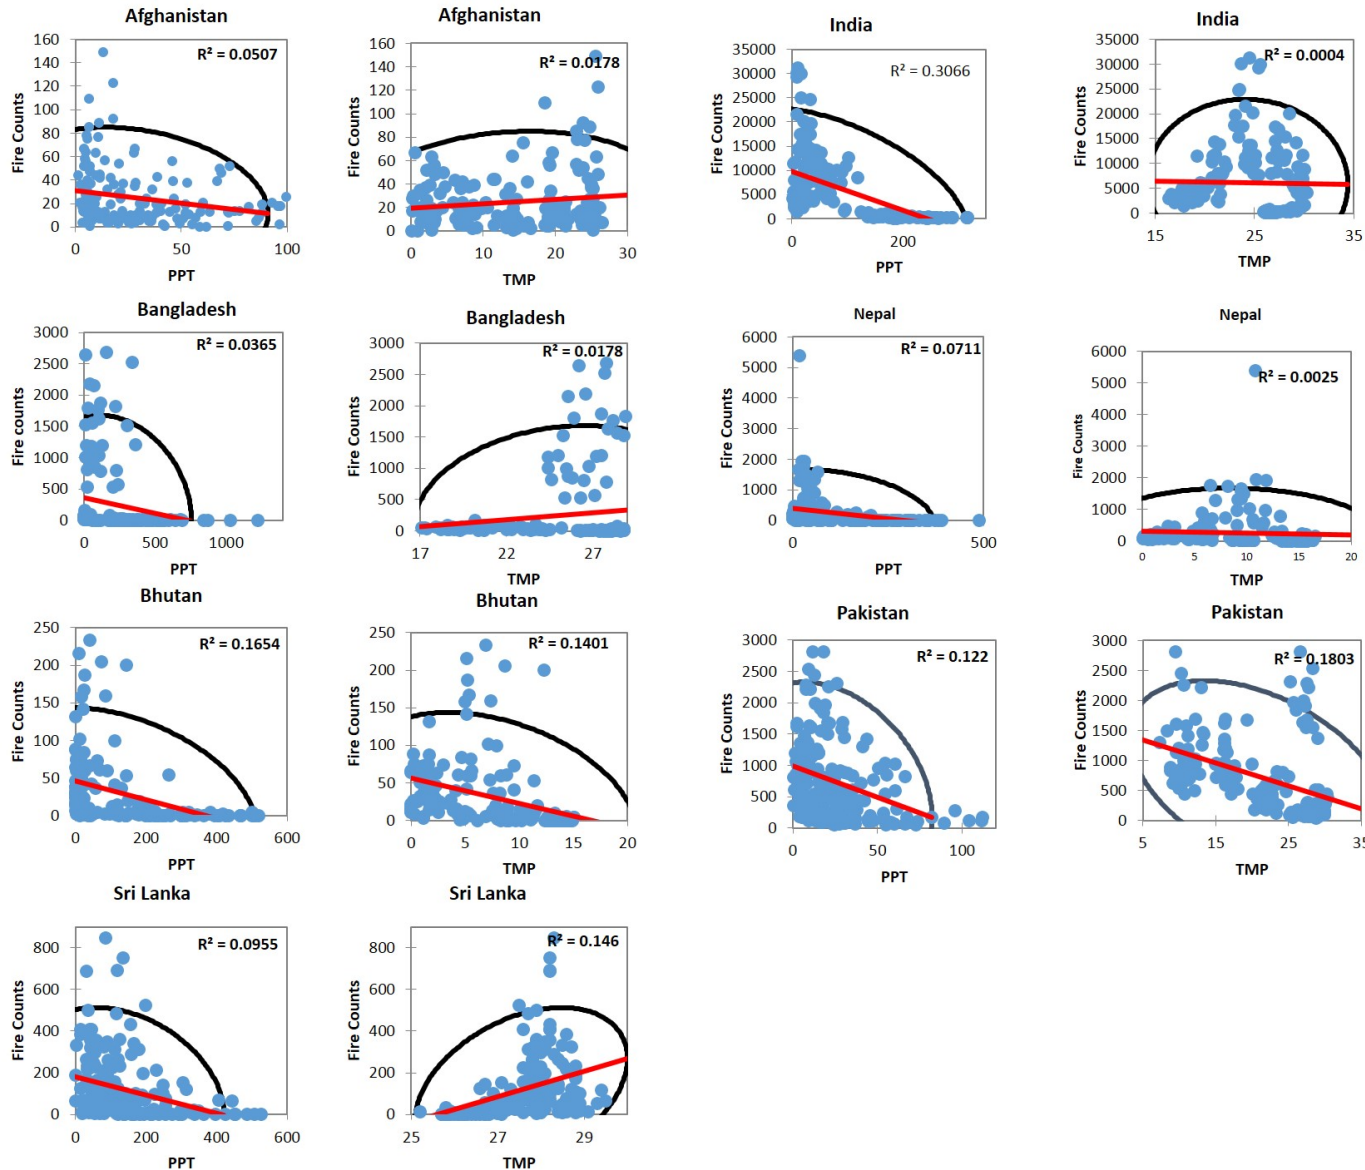 Afghanistan
R² = 0.0507
Fire Counts
160
140
120
100
80
60
40
20
0
0 50 100
PPT
Afghanistan
R² = 0.0178
Fire Counts
160
140
120
100
80
60
40
20
0
0 10 20 30
TMP
India
R² = 0.3066
Fire Counts
35000
30000
25000
20000
15000
10000
5000
0
0 200
PPT
India
R² = 0.0004
Fire Counts
35000
30000
25000
20000
15000
10000
5000
0
15 25 35
TMP
Bangladesh
R² = 0.0365
Fire Counts
3000
2500
2000
1500
1000
500
0
0 500 1000
PPT
Bangladesh
R² = 0.0178
Fire Counts
3000
2500
2000
1500
1000
500
0
17 22 27
TMP
Nepal
R² = 0.0711
Fire Counts
6000
5000
4000
3000
2000
1000
0
0 500
PPT
Nepal
R² = 0.0025
Fire Counts
6000
5000
4000
3000
2000
1000
0
0 5 10 15 20
TMP
Bhutan
R² = 0.1654
Fire Counts
250
200
150
100
50
0
0 200 400 600
PPT
Bhutan
R² = 0.1401
Fire Counts
250
200
150
100
50
0
0 5 10 15 20
TMP
Pakistan
R² = 0.122
Fire Counts
3000
2500
2000
1500
1000
500
0
0 50 100
PPT
Pakistan
R² = 0.1803
Fire Counts
3000
2500
2000
1500
1000
500
0
5 15 25 35
TMP
Sri Lanka
R² = 0.0955
Fire Counts
800
600
400
200
0
0 200 400 600
PPT
Sri Lanka
R² = 0.146
Fire Counts
800
600
400
200
0
25 27 29
TMP